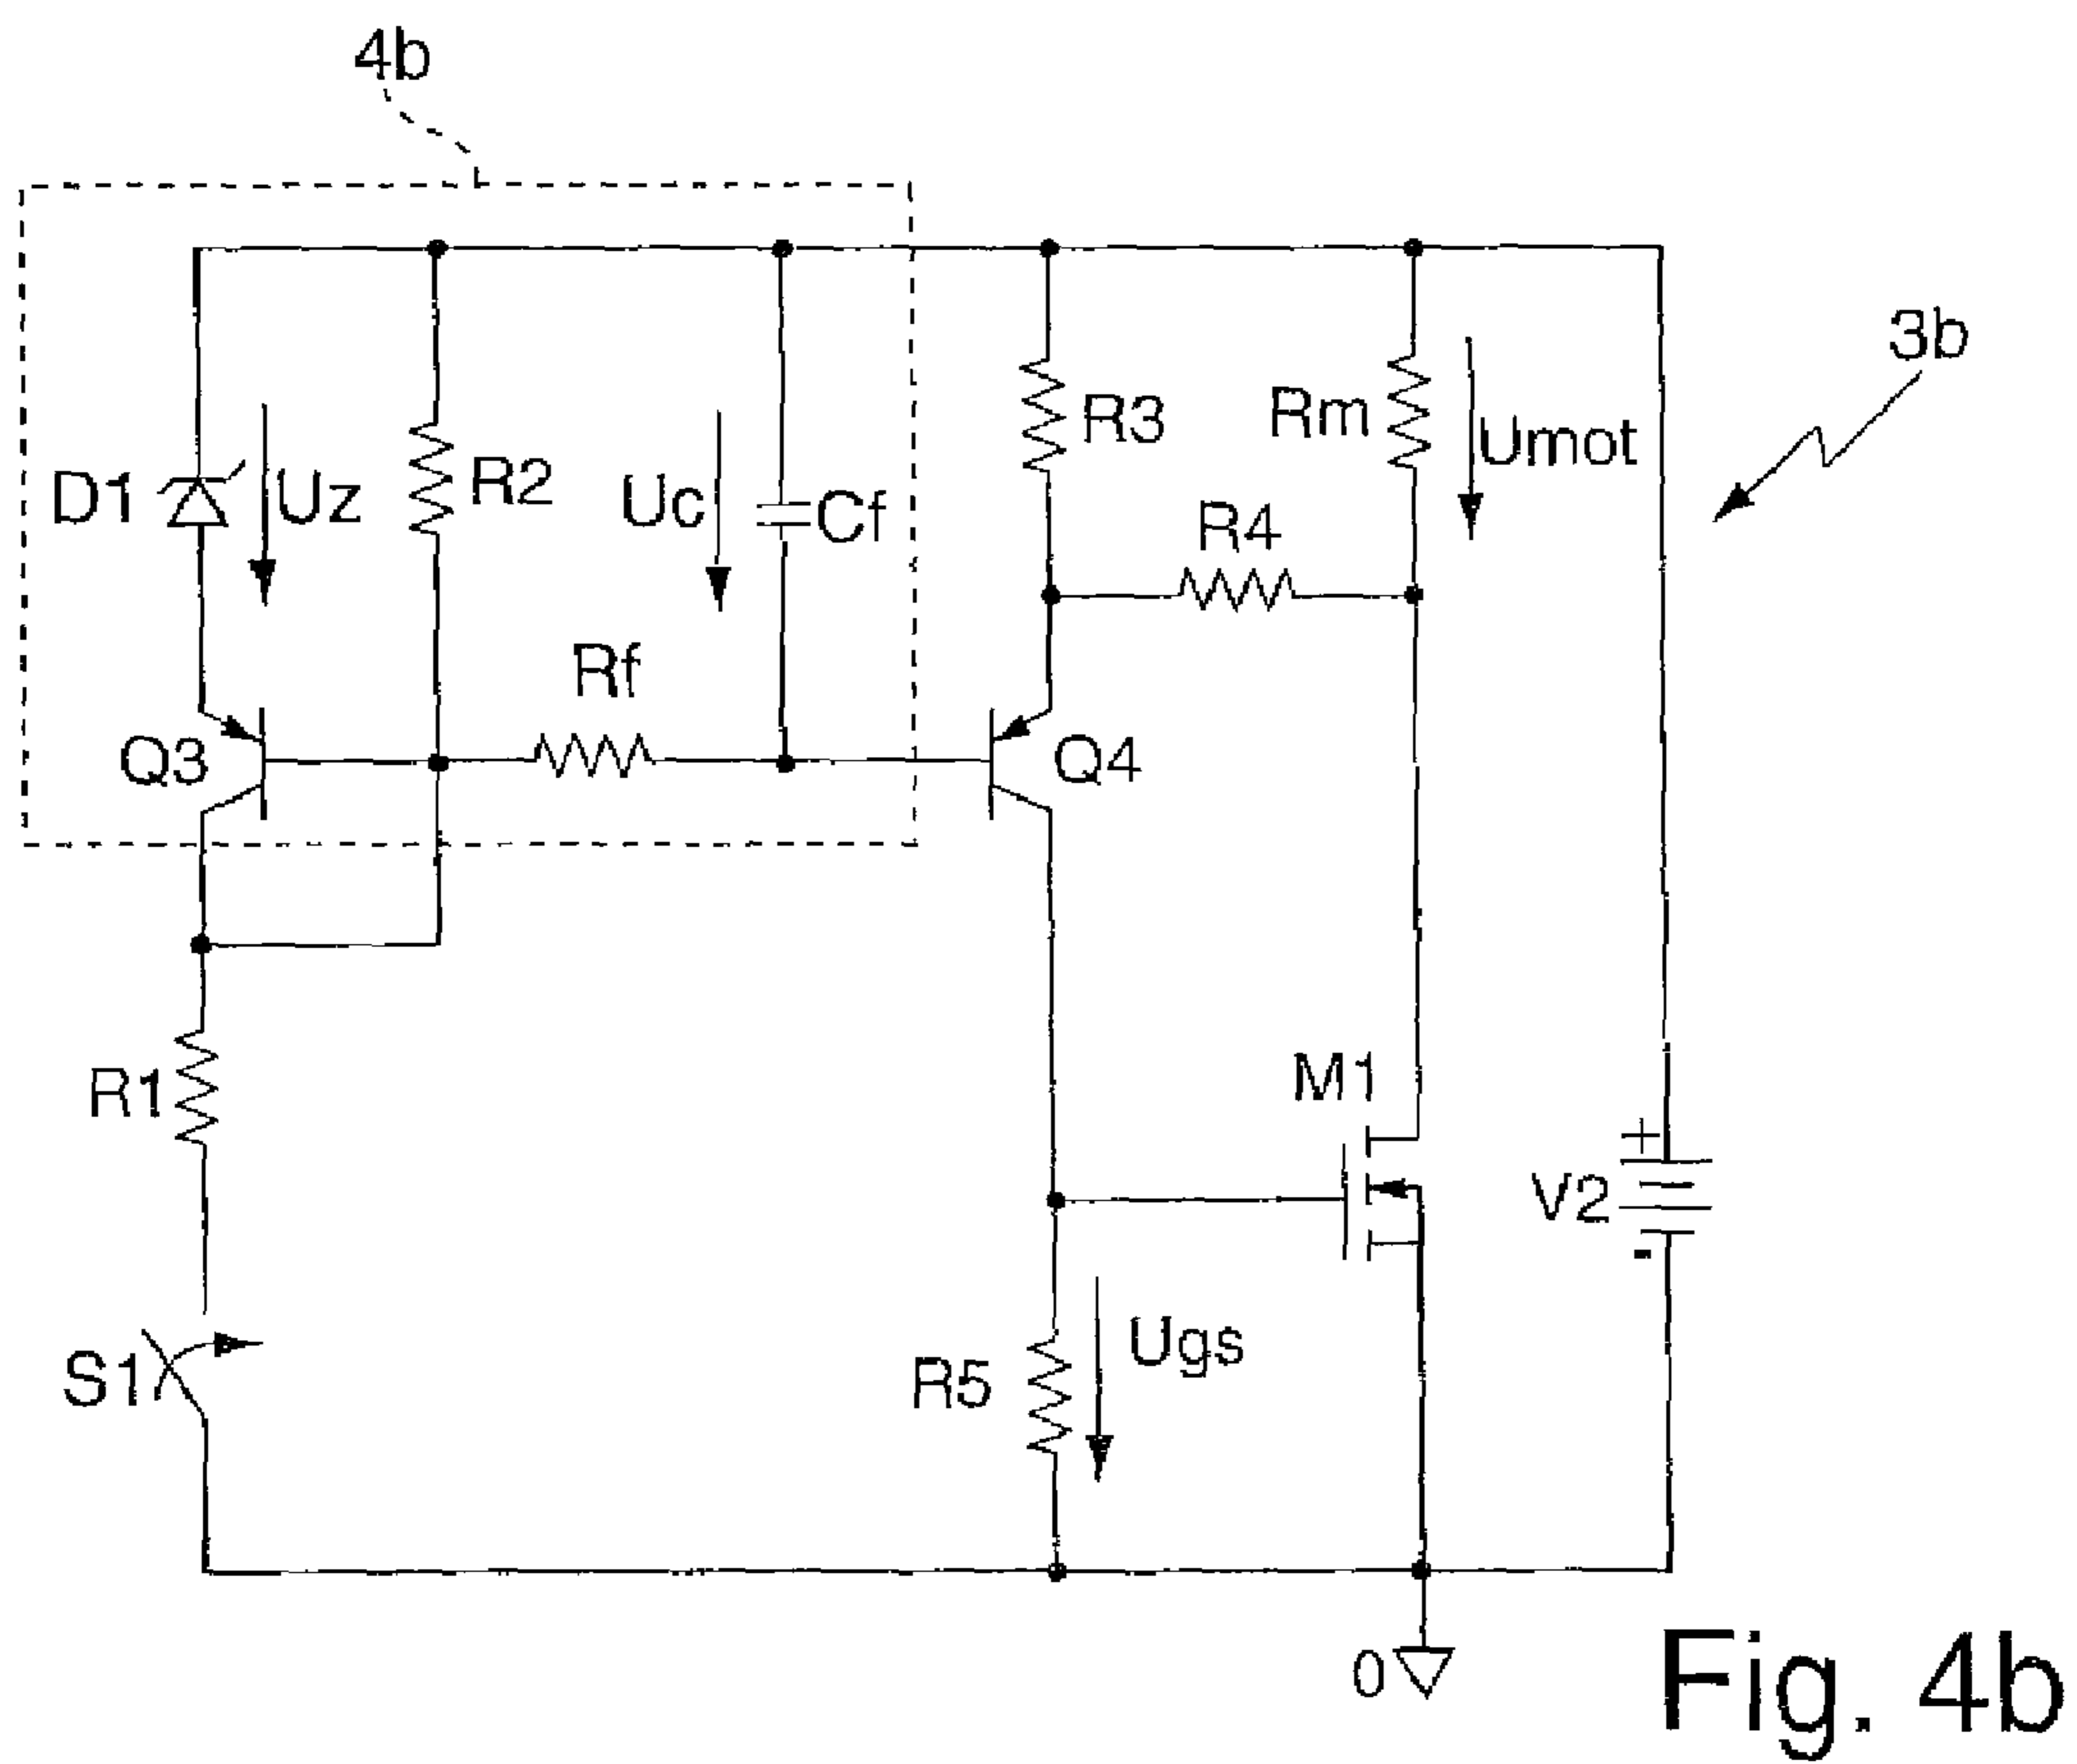 4b
3b
R3
Rm
Umot
D1
Uz
R2
Uc
Cf
R4
Rf
Q3
Q4
M1
R1
+
V2
-
Ugs
S1
R5
0
Fig. 4b